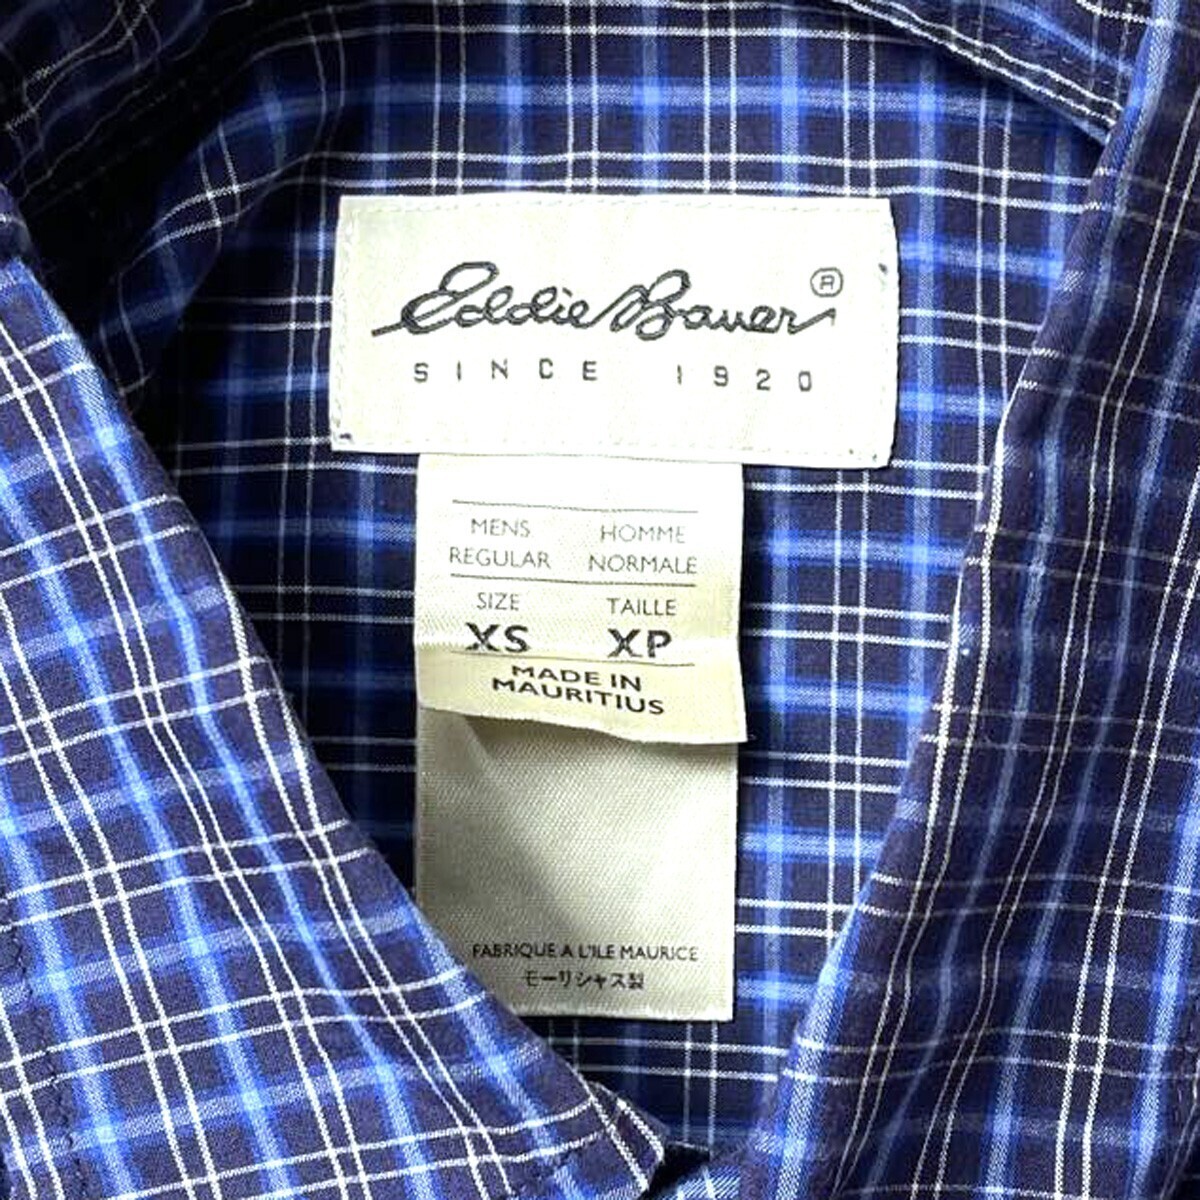 Eddie Bauer ®
SINCE 1920
MENS HOMME
REGULAR NORMALE
SIZE TAILLE
XS XP
MADE IN
MAURITIUS
FABRIQUE A L'ILE MAURICE
モーリシャス製